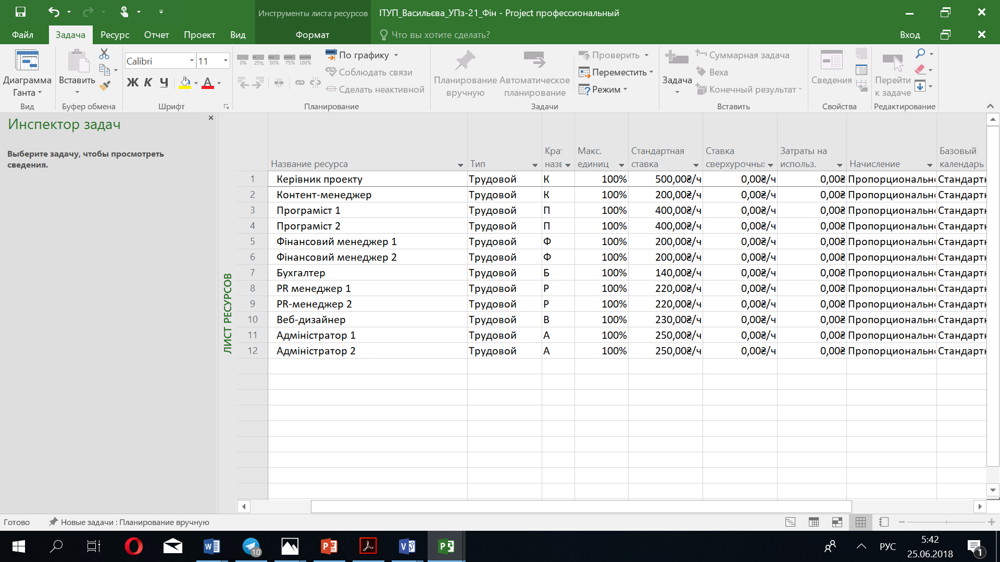 Инструменты листа ресурсов
ІТУП_Васильєва_УПз-21_Фін - Project профессиональный
Файл Задача Ресурс Отчет Проект Вид Формат Что вы хотите сделать? Вход
Диаграмма Ганта
Вид
Вставить
Буфер обмена
Calibri 11
Ж К Ч А
Шрифт
0% 25% 50% 75% 100%
По графику
Соблюдать связи
Сделать неактивной
Планирование
Планирование вручную
Автоматическое планирование
Проверить
Переместить
Режим
Задачи
Задача
Суммарная задача
Веха
Конечный результат
Вставить
Сведения
Свойства
Перейти к задаче
Редактирование
Инспектор задач
Выберите задачу, чтобы просмотреть
сведения.
ЛИСТ РЕСУРСОВ
Название ресурса Тип Макс. единиц Стандартная ставка Ставка Затраты на использ. Начисление Базовый календарь
1 Керівник проекту Трудовой К 100% 500,00₴/ч 0,00₴/ч 0,00₴ Пропорциональн Стандартн
2 Контент-менеджер Трудовой К 100% 200,00₴/ч 0,00₴/ч 0,00₴ Пропорциональн Стандартн
3 Програміст 1 Трудовой П 100% 400,00₴/ч 0,00₴/ч 0,00₴ Пропорциональн Стандартн
4 Програміст 2 Трудовой П 100% 400,00₴/ч 0,00₴/ч 0,00₴ Пропорциональн Стандартн
5 Фінансовий менеджер 1 Трудовой Ф 100% 200,00₴/ч 0,00₴/ч 0,00₴ Пропорциональн Стандартн
6 Фінансовий менеджер 2 Трудовой Ф 100% 200,00₴/ч 0,00₴/ч 0,00₴ Пропорциональн Стандартн
7 Бухгалтер Трудовой Б 100% 140,00₴/ч 0,00₴/ч 0,00₴ Пропорциональн Стандартн
8 PR менеджер 1 Трудовой P 100% 220,00₴/ч 0,00₴/ч 0,00₴ Пропорциональн Стандартн
9 PR-менеджер 2 Трудовой P 100% 220,00₴/ч 0,00₴/ч 0,00₴ Пропорциональн Стандартн
10 Веб-дизайнер Трудовой В 100% 230,00₴/ч 0,00₴/ч 0,00₴ Пропорциональн Стандартн
11 Адміністратор 1 Трудовой А 100% 250,00₴/ч 0,00₴/ч 0,00₴ Пропорциональн Стандартн
12 Адміністратор 2 Трудовой А 100% 250,00₴/ч 0,00₴/ч 0,00₴ Пропорциональн Стандартн
Готово Новые задачи : Планирование вручную
10
РУС
5:42
25.06.2018
1